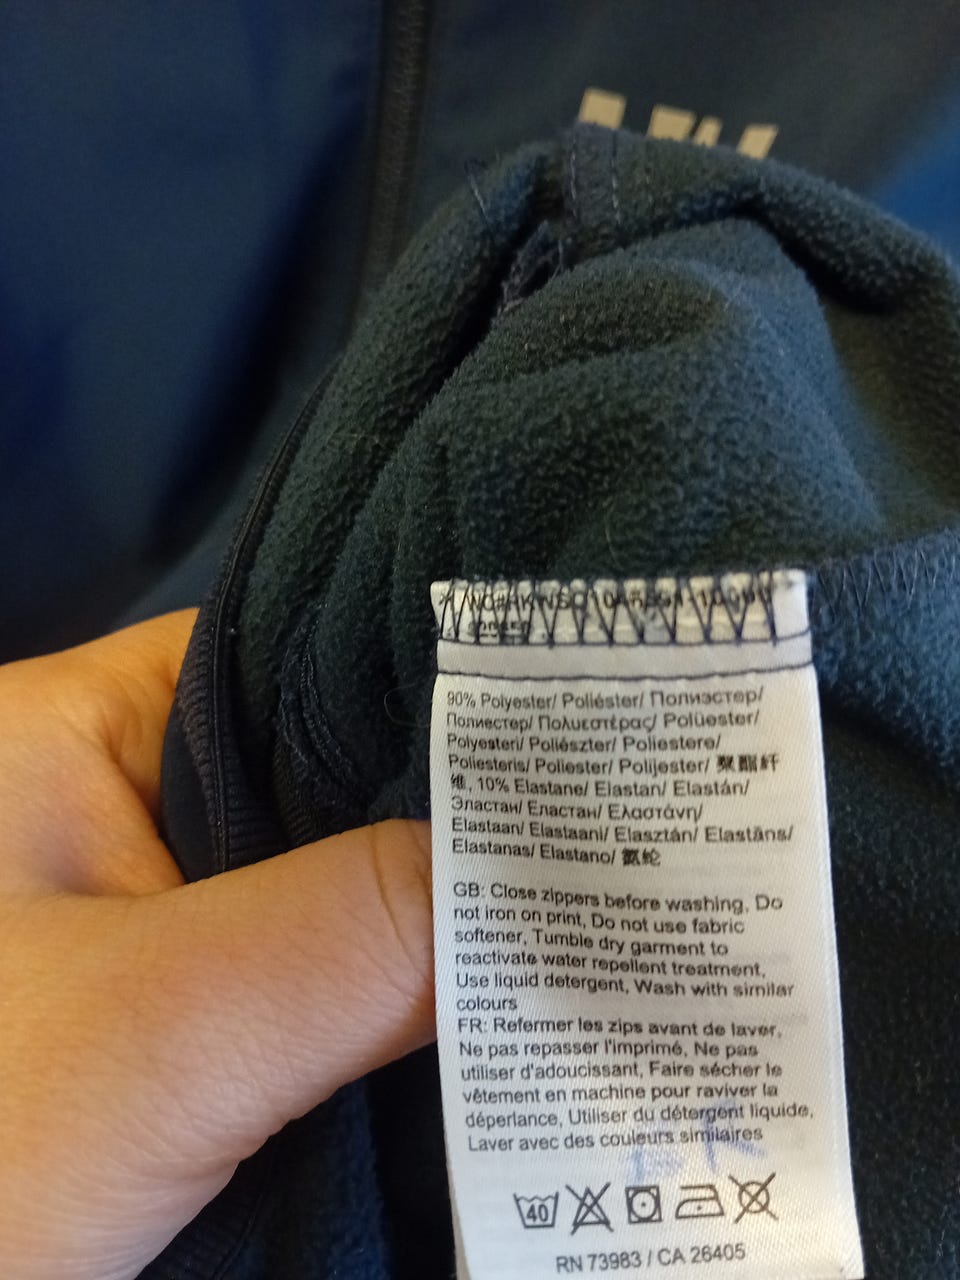 90% Polyester/ Poliéster/ Полиэстер/
Полиестер/ Πολυεστέρας/ Polüester/
Polyesteri/ Poliészter/ Poliestere/
Poliesteris/ Poliester/ Polijester/ 聚酯纤
维, 10% Elastane/ Elastan/ Elastán/
Эластан/ Еластан/ Ελαστάνη/
Elastaan/ Elastaani/ Elasztán/ Elastāns/
Elastanas/ Elastano/ 氨纶
GB: Close zippers before washing, Do
not iron on print, Do not use fabric
softener, Tumble dry garment to
reactivate water repellent treatment,
Use liquid detergent, Wash with similar
colours
FR: Refermer les zips avant de laver,
Ne pas repasser l'imprimé, Ne pas
utiliser d'adoucissant, Faire sécher le
vêtement en machine pour raviver la
déperlance, Utiliser du détergent liquide,
Laver avec des couleurs similaires
40
RN 73983 / CA 26405